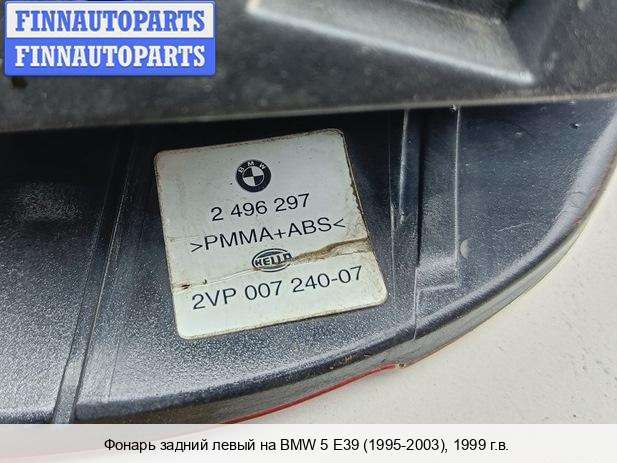 FINNAUTOPARTS
FINNAUTOPARTS
BMW
2 496 297
>PMMA+ABS<
HELLA
2VP 007 240-07
Фонарь задний левый на BMW 5 E39 (1995-2003), 1999 г.в.